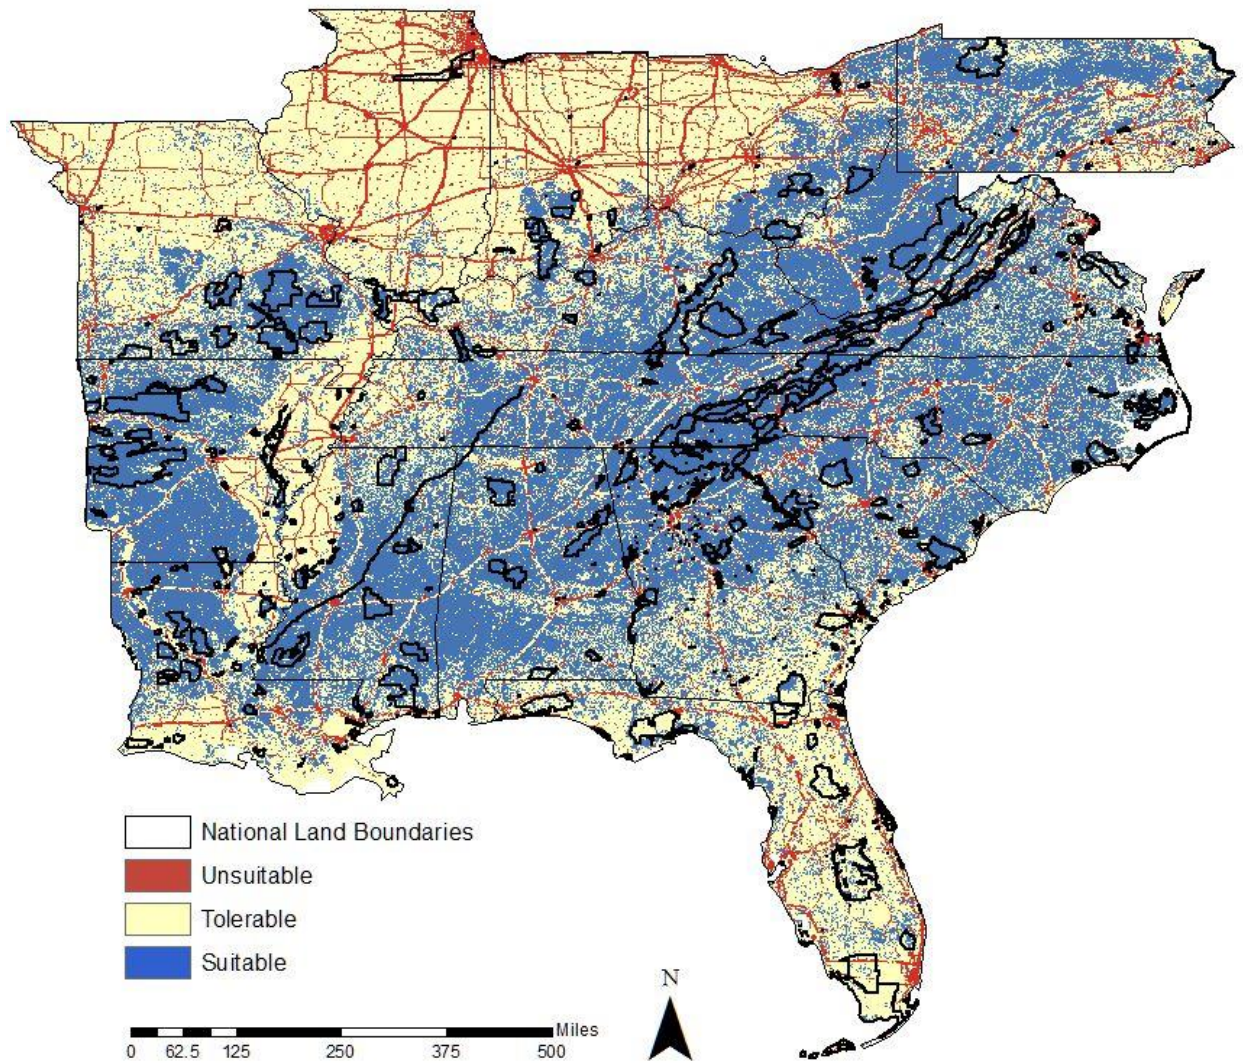 National Land Boundaries
Unsuitable
Tolerable
Suitable
N
Miles
0 62.5 125 250 375 500